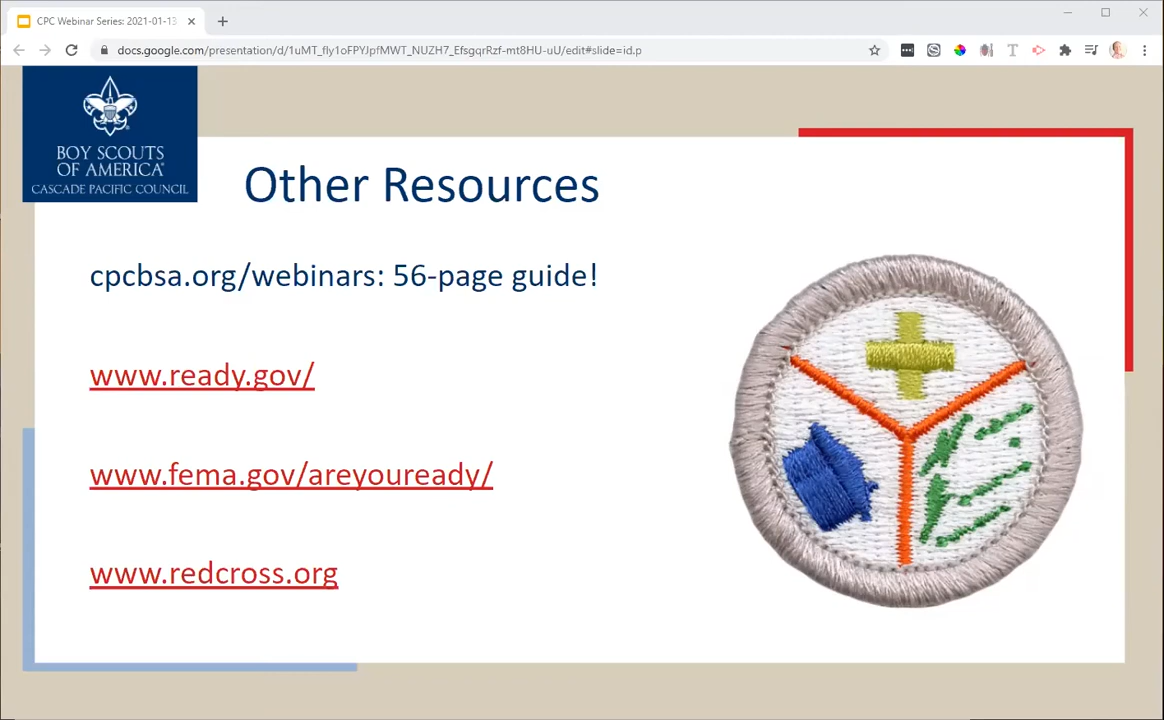 CPC Webinar Series: 2021-01-13
docs.google.com/presentation/d/1uMT_fly1oFPYJpfMWT_NUZH7_EfsgqrRzf-mt8HU-uU/edit#slide=id.p
BOY SCOUTS
OF AMERICA®
CASCADE PACIFIC COUNCIL
Other Resources
cpcbsa.org/webinars: 56-page guide!
www.ready.gov/
www.fema.gov/areyouready/
www.redcross.org